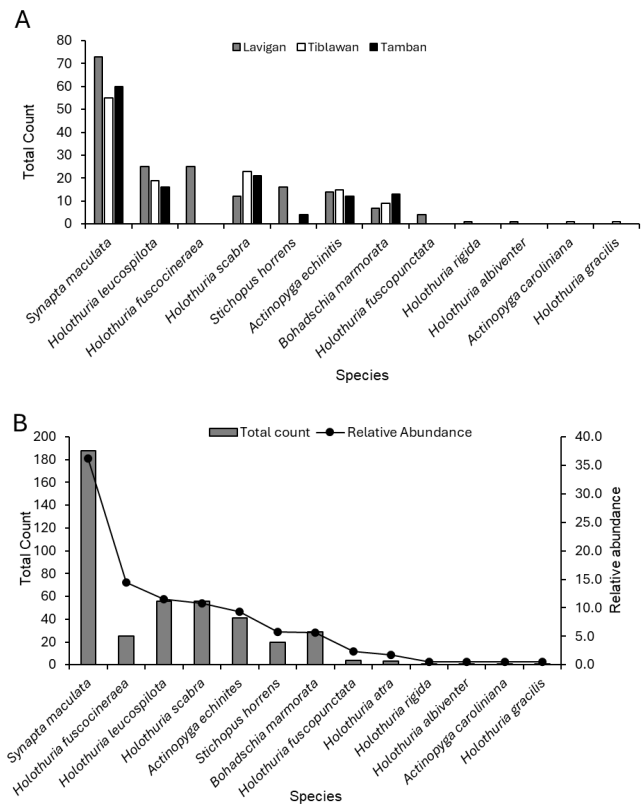 A
Lavigan Tiblawan Tamban
80
70
60
50
40
30
20
10
0
Total Count
Synapta maculata
Holothuria leucospilota
Holothuria fuscocineraea
Holothuria scabra
Stichopus horrens
Actinopyga echinitis
Bohadschia marmorata
Holothuria fuscopunctata
Holothuria rigida
Holothuria albiventer
Actinopyga caroliniana
Holothuria gracilis
Species
B
Total count Relative Abundance
200
180
160
140
120
100
80
60
40
20
0
Total Count
40.0
35.0
30.0
25.0
20.0
15.0
10.0
5.0
0.0
Relative abundance
Synapta maculata
Holothuria fuscocineraea
Holothuria leucospilota
Holothuria scabra
Actinopyga echinites
Stichopus horrens
Bohadschia marmorata
Holothuria fuscopunctata
Holothuria atra
Holothuria rigida
Holothuria albiventer
Actinopyga caroliniana
Holothuria gracilis
Species